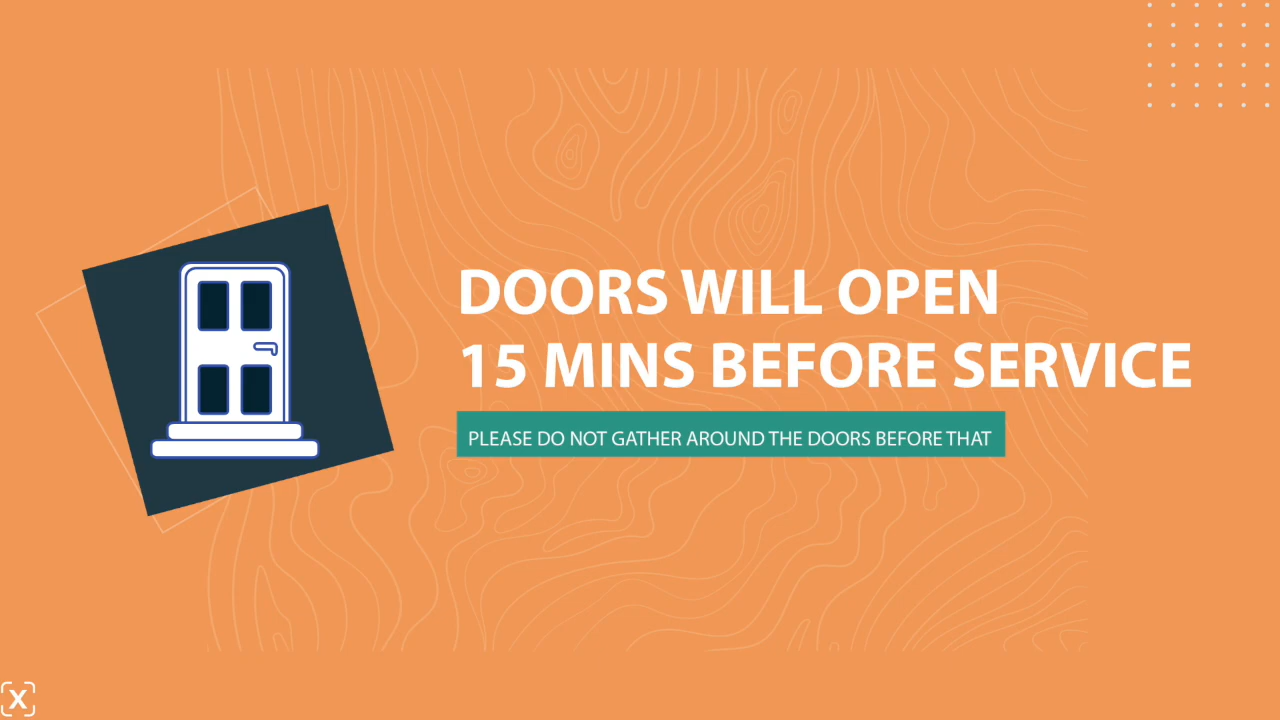 DOORS WILL OPEN
15 MINS BEFORE SERVICE
PLEASE DO NOT GATHER AROUND THE DOORS BEFORE THAT
X